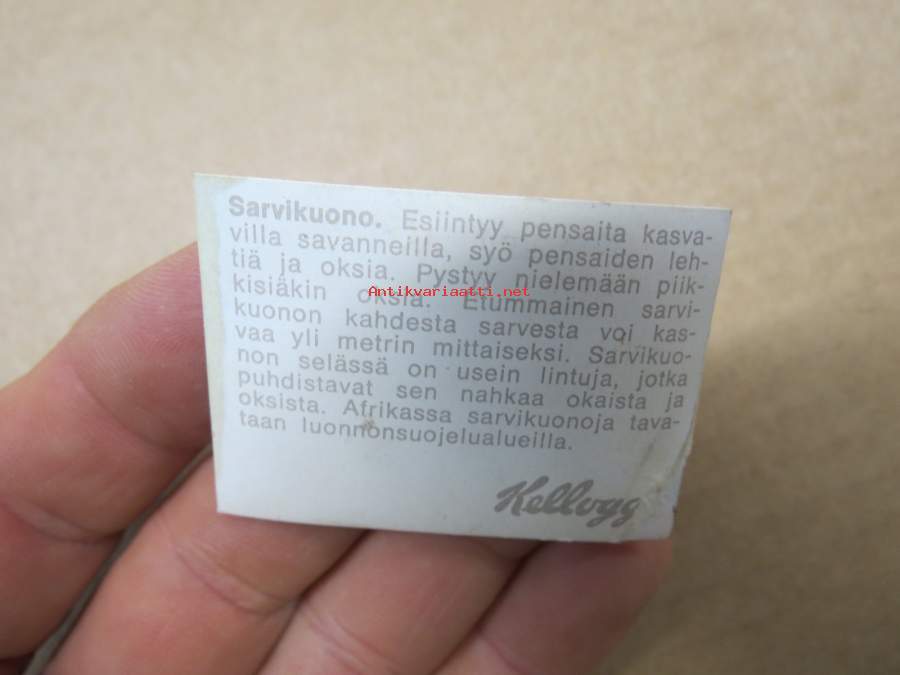 Sarvikuono. Esiintyy pensaita kasva-
villa savanneilla, syö pensaiden leh-
tiä ja oksia. Pystyy nielemään piik-
kisiäkin oksia. Etummainen sarvi-
kuonon kahdesta sarvesta voi kas-
vaa yli metrin mittaiseksi. Sarvikuo-
non selässä on usein lintuja, jotka
puhdistavat sen nahkaa okaista ja
oksista. Afrikassa sarvikuonoja tava-
taan luonnonsuojelualueilla.
Kellogg
Antikvariaatti.net